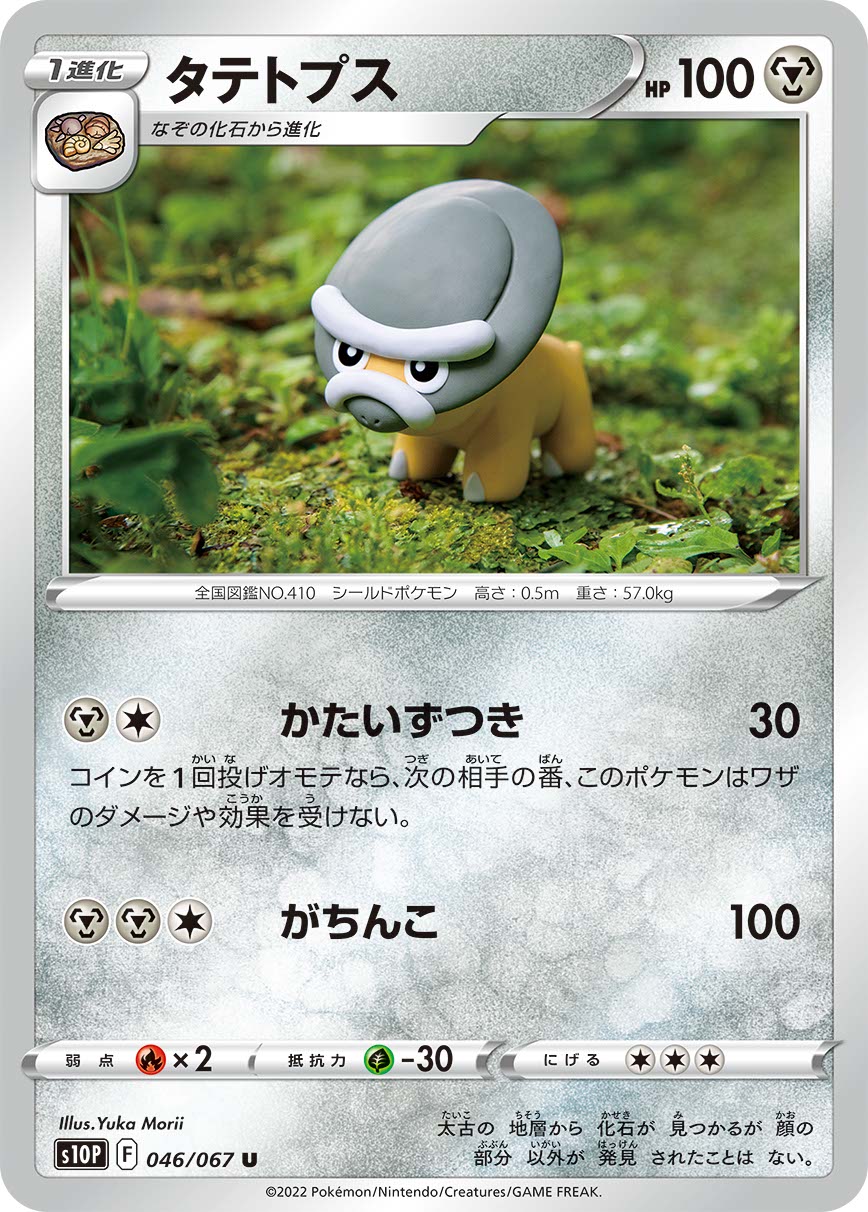 1進化
タテトプス
HP 100
なぞの化石から進化
全国図鑑NO.410 シールドポケモン 高さ:0.5m 重さ:57.0kg
かたいずつき 30
コインを1回投げオモテなら、次の相手の番、このポケモンはワザ
のダメージや効果を受けない。
がちんこ 100
弱点 ×2 抵抗力 -30 にげる
Illus.Yuka Morii
太古の 地層から 化石が 見つかるが 顔の
部分 以外が 発見 されたことは ない。
s10P F 046/067 U
©2022 Pokémon/Nintendo/Creatures/GAME FREAK.